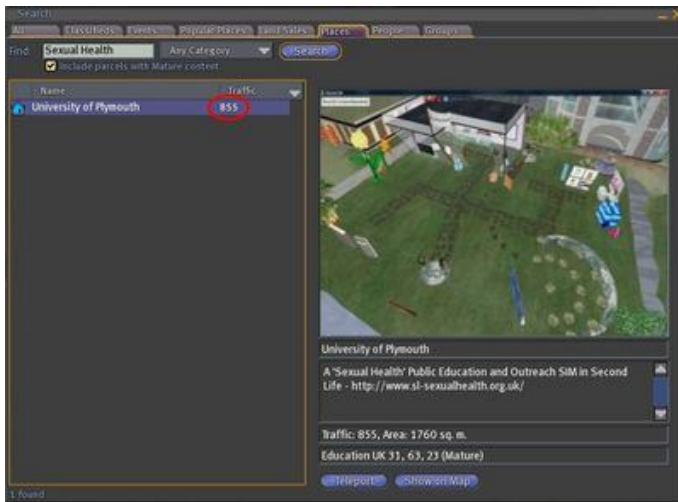 Search
All Classifieds Events Popular Places Land Sales Places People Groups
Find: Sexual Health Any Category Search
Include parcels with Mature content
Name Traffic
University of Plymouth 855
University of Plymouth
A 'Sexual Health' Public Education and Outreach SIM in Second
Life - http://www.sl-sexualhealth.org.uk/
Traffic: 855, Area: 1760 sq. m.
Education UK 31, 63, 23 (Mature)
Teleport Show on Map
1 found